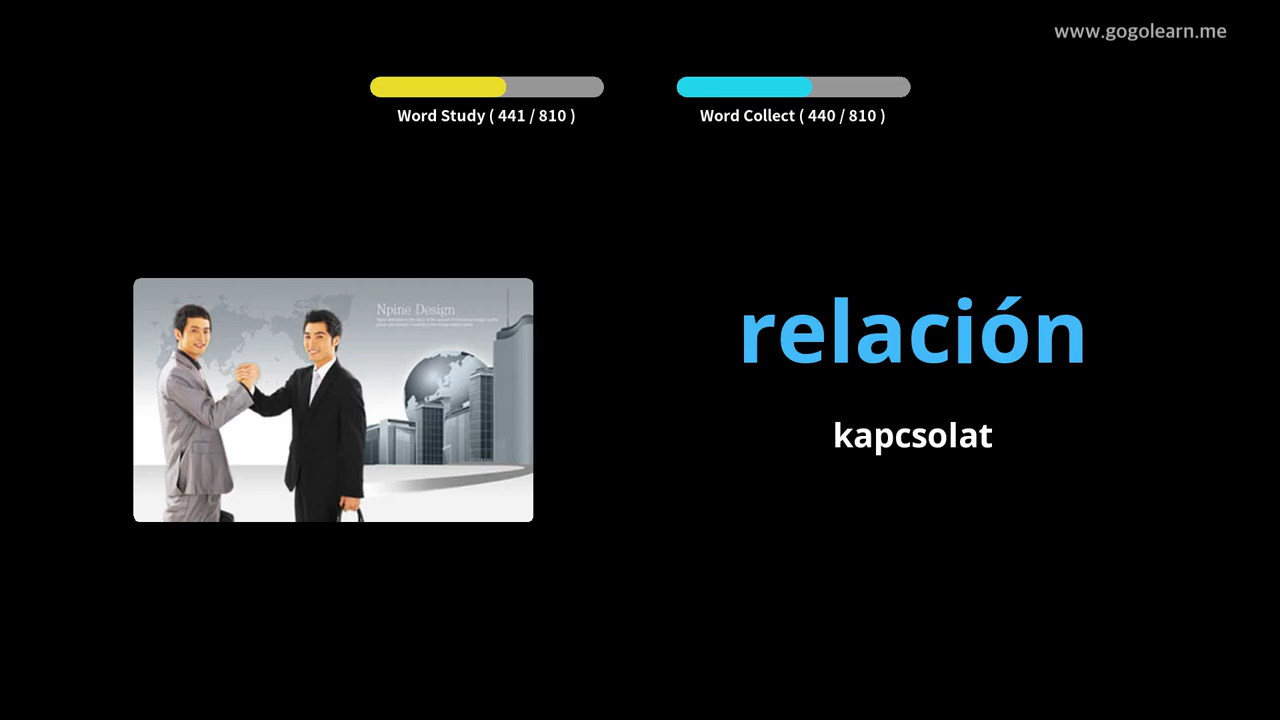 www.gogolearn.me
Word Study ( 441 / 810 )
Word Collect ( 440 / 810 )
Npine Design
relación
kapcsolat